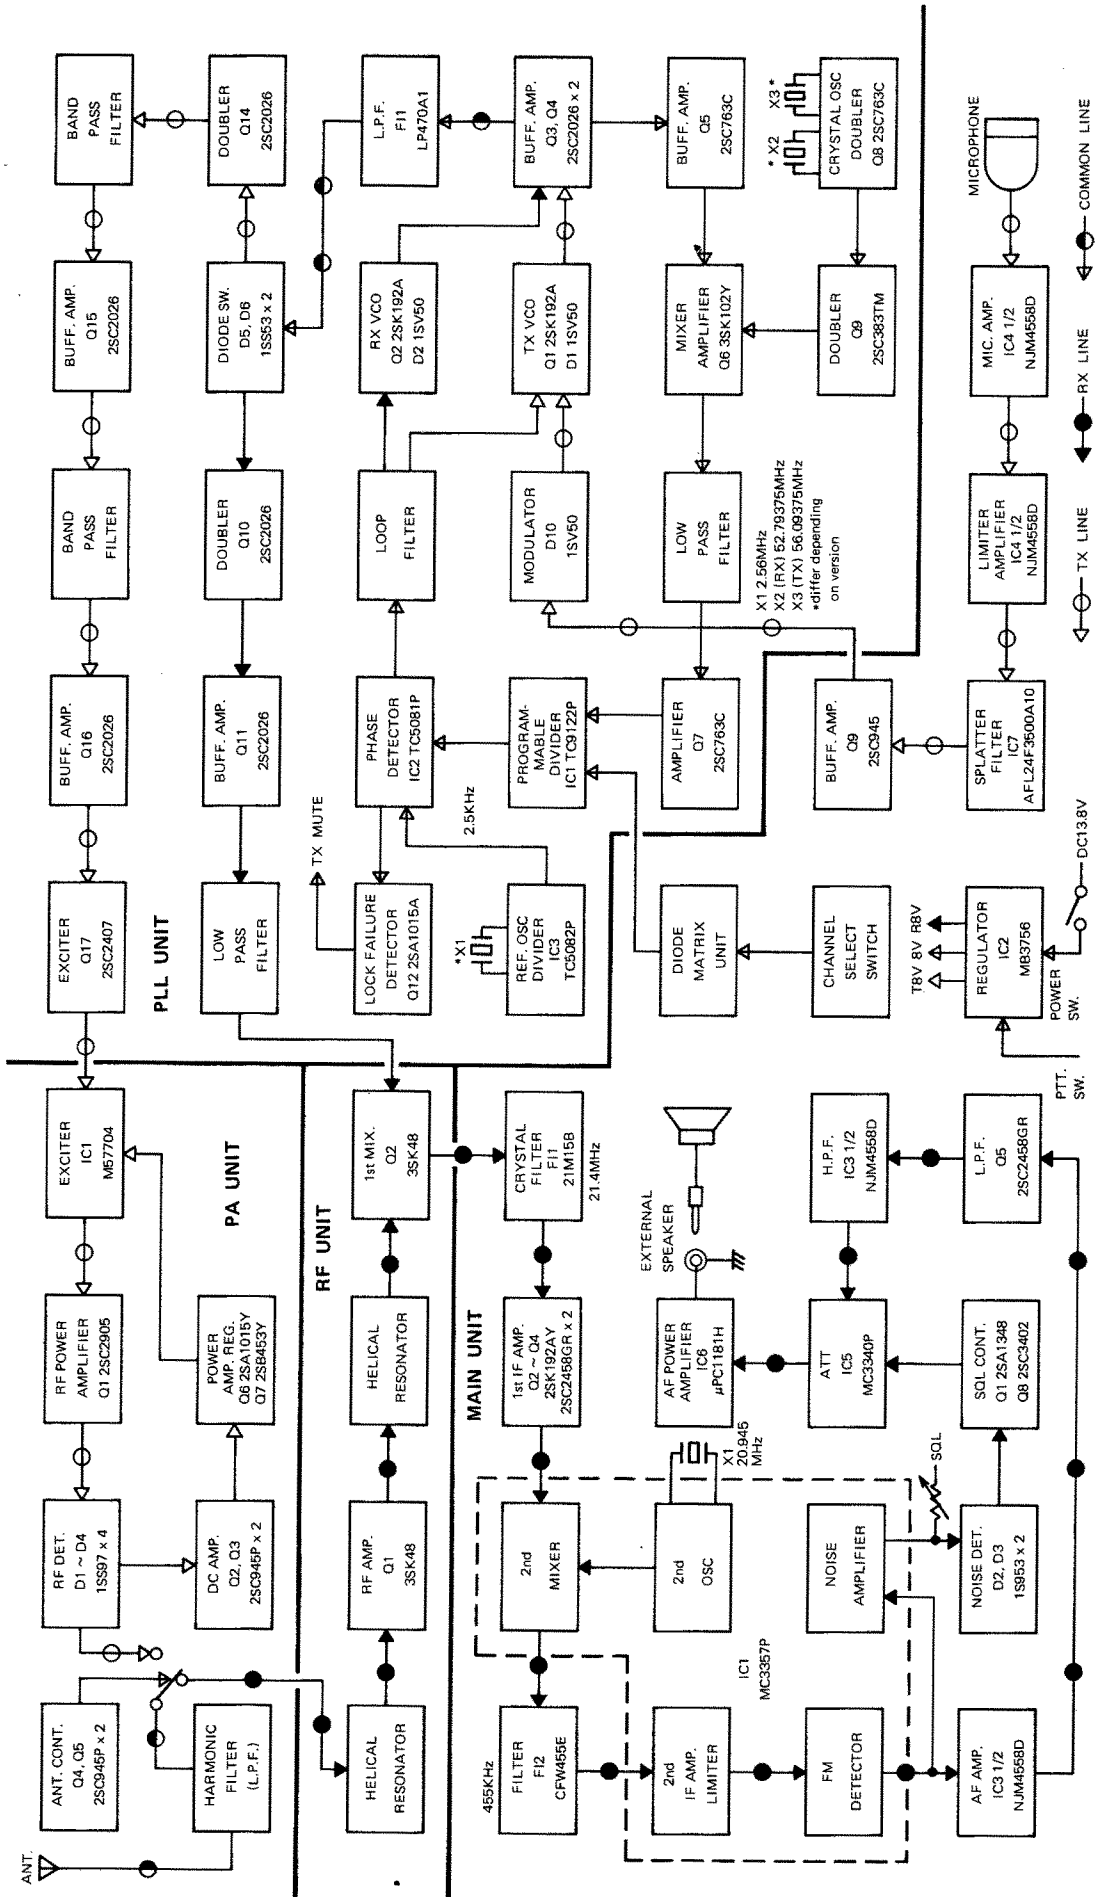 ANT.
ANT. CONT.
Q4, Q5
2SC945P x 2
HARMONIC
FILTER
(L.P.F.)
RF DET.
D1 ~ D4
1SS97 x 4
DC AMP.
Q2, Q3
2SC945P x 2
RF POWER
AMPLIFIER
Q1 2SC2905
POWER
AMP. REG.
Q6 2SA1015Y
Q7 2SB453Y
EXCITER
IC1
M57704
PA UNIT
EXCITER
Q17
2SC2407
BUFF. AMP.
Q16
2SC2026
BAND
PASS
FILTER
BUFF. AMP.
Q15
2SC2026
BAND
PASS
FILTER
PLL UNIT
LOW
PASS
FILTER
BUFF. AMP.
Q11
2SC2026
DOUBLER
Q10
2SC2026
DIODE SW.
D5, D6
1SS53 x 2
DOUBLER
Q14
2SC2026
TX MUTE
RF UNIT
HELICAL
RESONATOR
RF AMP.
Q1
3SK48
HELICAL
RESONATOR
1st MIX.
Q2
3SK48
LOCK FAILURE
DETECTOR
Q12 2SA1015A
PHASE
DETECTOR
IC2 TC5081P
LOOP
FILTER
RX VCO
Q2 2SK192A
D2 1SV50
L.P.F.
FI1
LP470A1
*X1
2.5KHz
MAIN UNIT
455KHz
FILTER
FI2
CFW455E
2nd
MIXER
1st IF AMP.
Q2 ~ Q4
2SK192AY
2SC2458GR x 2
CRYSTAL
FILTER
FI1
21M15B
21.4MHz
REF. OSC
DIVIDER
IC3
TC5082P
PROGRAM-
MABLE
DIVIDER
IC1 TC9122P
MODULATOR
D10
1SV50
TX VCO
Q1 2SK192A
D1 1SV50
BUFF. AMP.
Q3, Q4
2SC2026 x 2
2nd
IF AMP.
LIMITER
2nd
OSC
X1
20.945
MHz
AF POWER
AMPLIFIER
IC6
µPC1181H
EXTERNAL
SPEAKER
DIODE
MATRIX
UNIT
AMPLIFIER
Q7
2SC763C
LOW
PASS
FILTER
MIXER
AMPLIFIER
Q6 3SK102Y
BUFF. AMP.
Q5
2SC763C
IC1
MC3357P
X1 2.56MHz
X2 (RX) 52.79375MHz
X3 (TX) 56.09375MHz
*differ depending
on version
* X2
X3 *
FM
DETECTOR
NOISE
AMPLIFIER
ATT
IC5
MC3340P
H.P.F.
IC3 1/2
NJM4558D
CHANNEL
SELECT
SWITCH
BUFF. AMP.
Q9
2SC945
DOUBLER
Q9
2SC383TM
CRYSTAL OSC
DOUBLER
Q8 2SC763C
SQL
T8V 8V R8V
AF AMP.
IC3 1/2
NJM4558D
NOISE DET.
D2, D3
1S953 x 2
SQL CONT.
Q1 2SA1348
Q8 2SC3402
L.P.F.
Q5
2SC2458GR
REGULATOR
IC2
MB3756
SPLATTER
FILTER
IC7
AFL24F3500A10
LIMITER
AMPLIFIER
IC4 1/2
NJM4558D
MIC. AMP.
IC4 1/2
NJM4558D
MICROPHONE
PTT.
SW.
POWER
SW.
DC13.8V
TX LINE
RX LINE
COMMON LINE